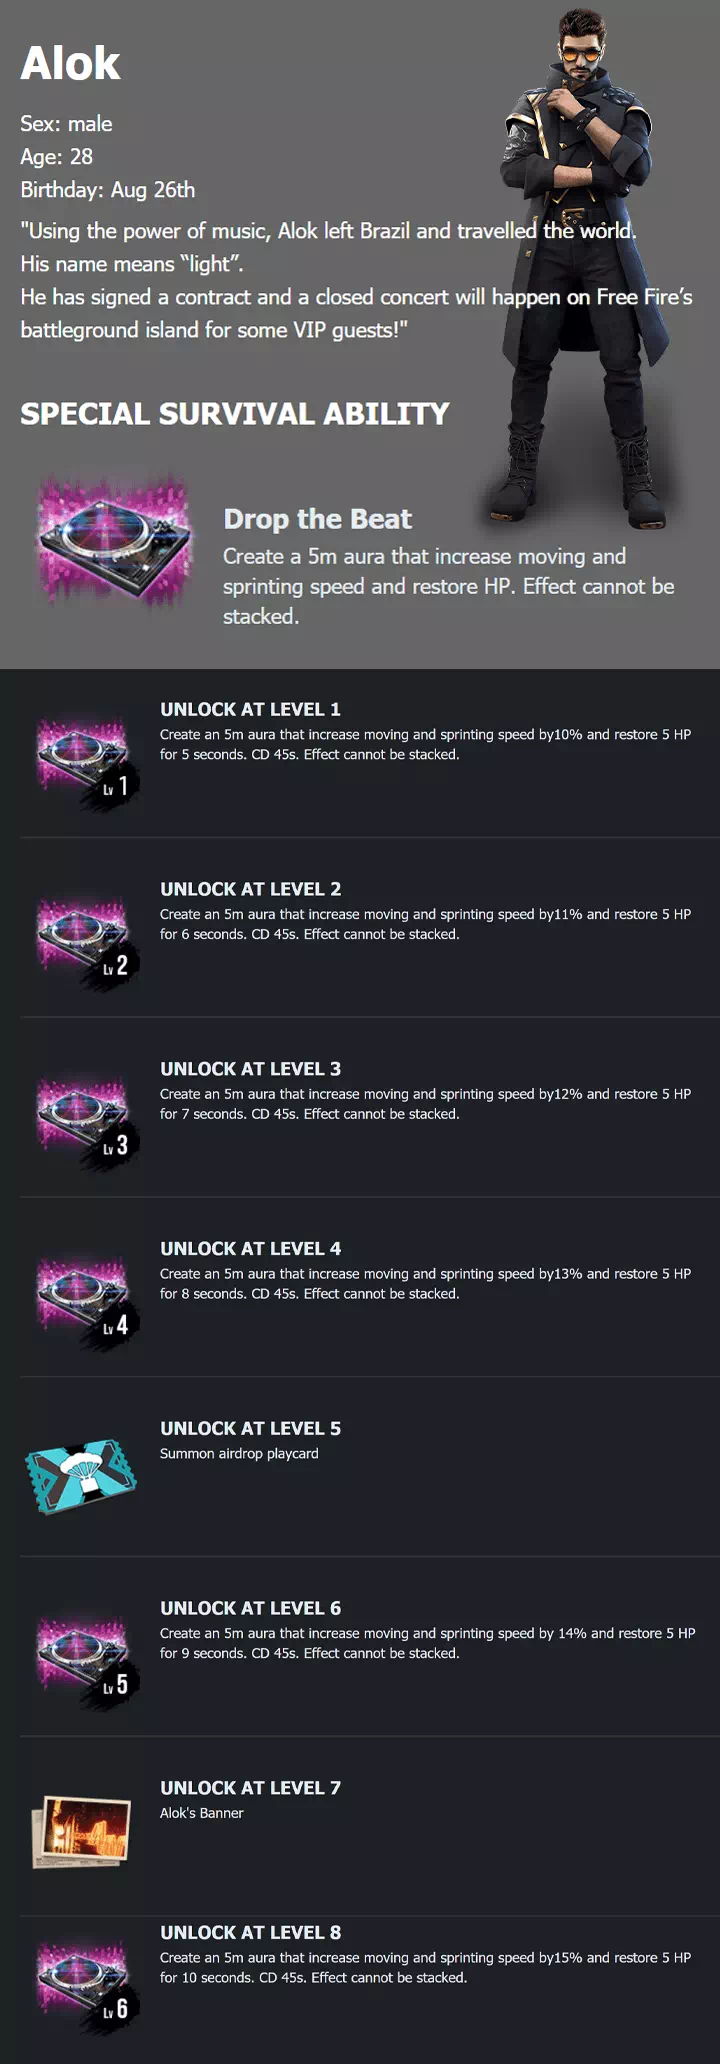 Alok
Sex: male
Age: 28
Birthday: Aug 26th
"Using the power of music, Alok left Brazil and travelled the world.
His name means “light”.
He has signed a contract and a closed concert will happen on Free Fire’s
battleground island for some VIP guests!"
SPECIAL SURVIVAL ABILITY
Drop the Beat
Create a 5m aura that increase moving and
sprinting speed and restore HP. Effect cannot be
stacked.
UNLOCK AT LEVEL 1
Create an 5m aura that increase moving and sprinting speed by10% and restore 5 HP
for 5 seconds. CD 45s. Effect cannot be stacked.
Lv 1
UNLOCK AT LEVEL 2
Create an 5m aura that increase moving and sprinting speed by11% and restore 5 HP
for 6 seconds. CD 45s. Effect cannot be stacked.
Lv 2
UNLOCK AT LEVEL 3
Create an 5m aura that increase moving and sprinting speed by12% and restore 5 HP
for 7 seconds. CD 45s. Effect cannot be stacked.
Lv 3
UNLOCK AT LEVEL 4
Create an 5m aura that increase moving and sprinting speed by13% and restore 5 HP
for 8 seconds. CD 45s. Effect cannot be stacked.
Lv 4
UNLOCK AT LEVEL 5
Summon airdrop playcard
UNLOCK AT LEVEL 6
Create an 5m aura that increase moving and sprinting speed by 14% and restore 5 HP
for 9 seconds. CD 45s. Effect cannot be stacked.
Lv 5
UNLOCK AT LEVEL 7
Alok's Banner
UNLOCK AT LEVEL 8
Create an 5m aura that increase moving and sprinting speed by15% and restore 5 HP
for 10 seconds. CD 45s. Effect cannot be stacked.
Lv 6